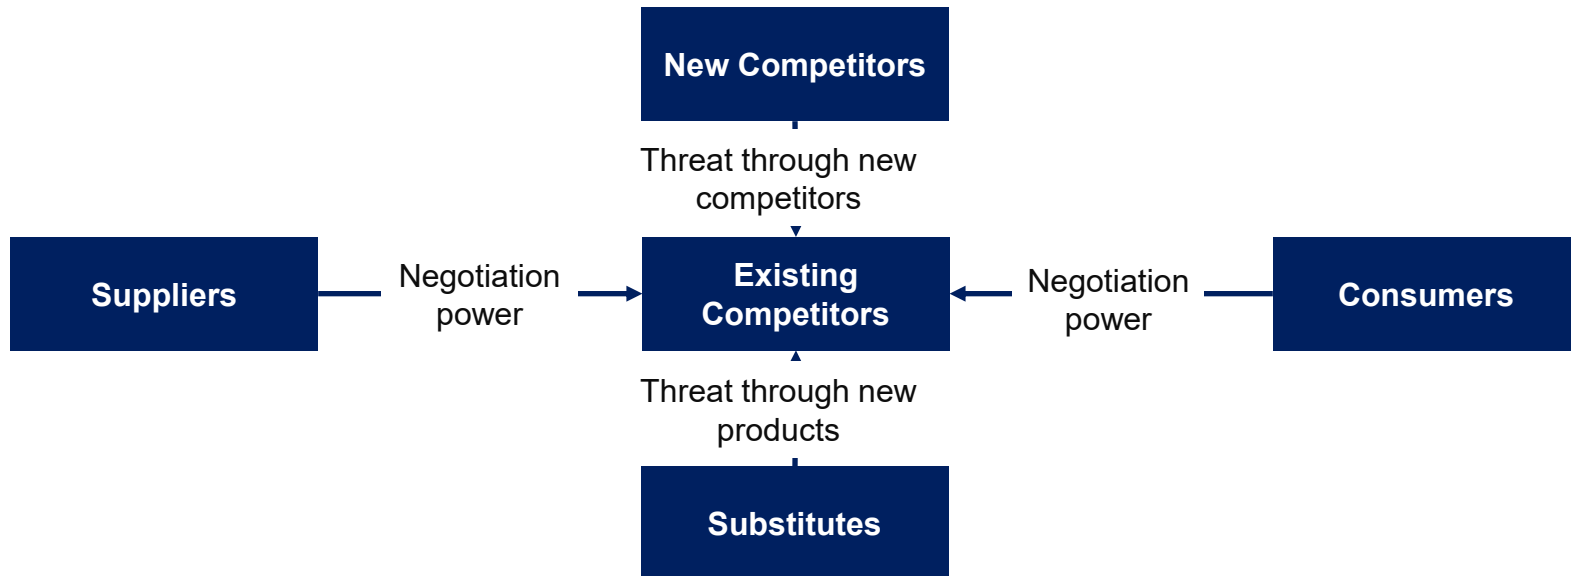 New Competitors
Threat through new
competitors
Suppliers
Negotiation
power
Existing
Competitors
Negotiation
power
Consumers
Threat through new
products
Substitutes